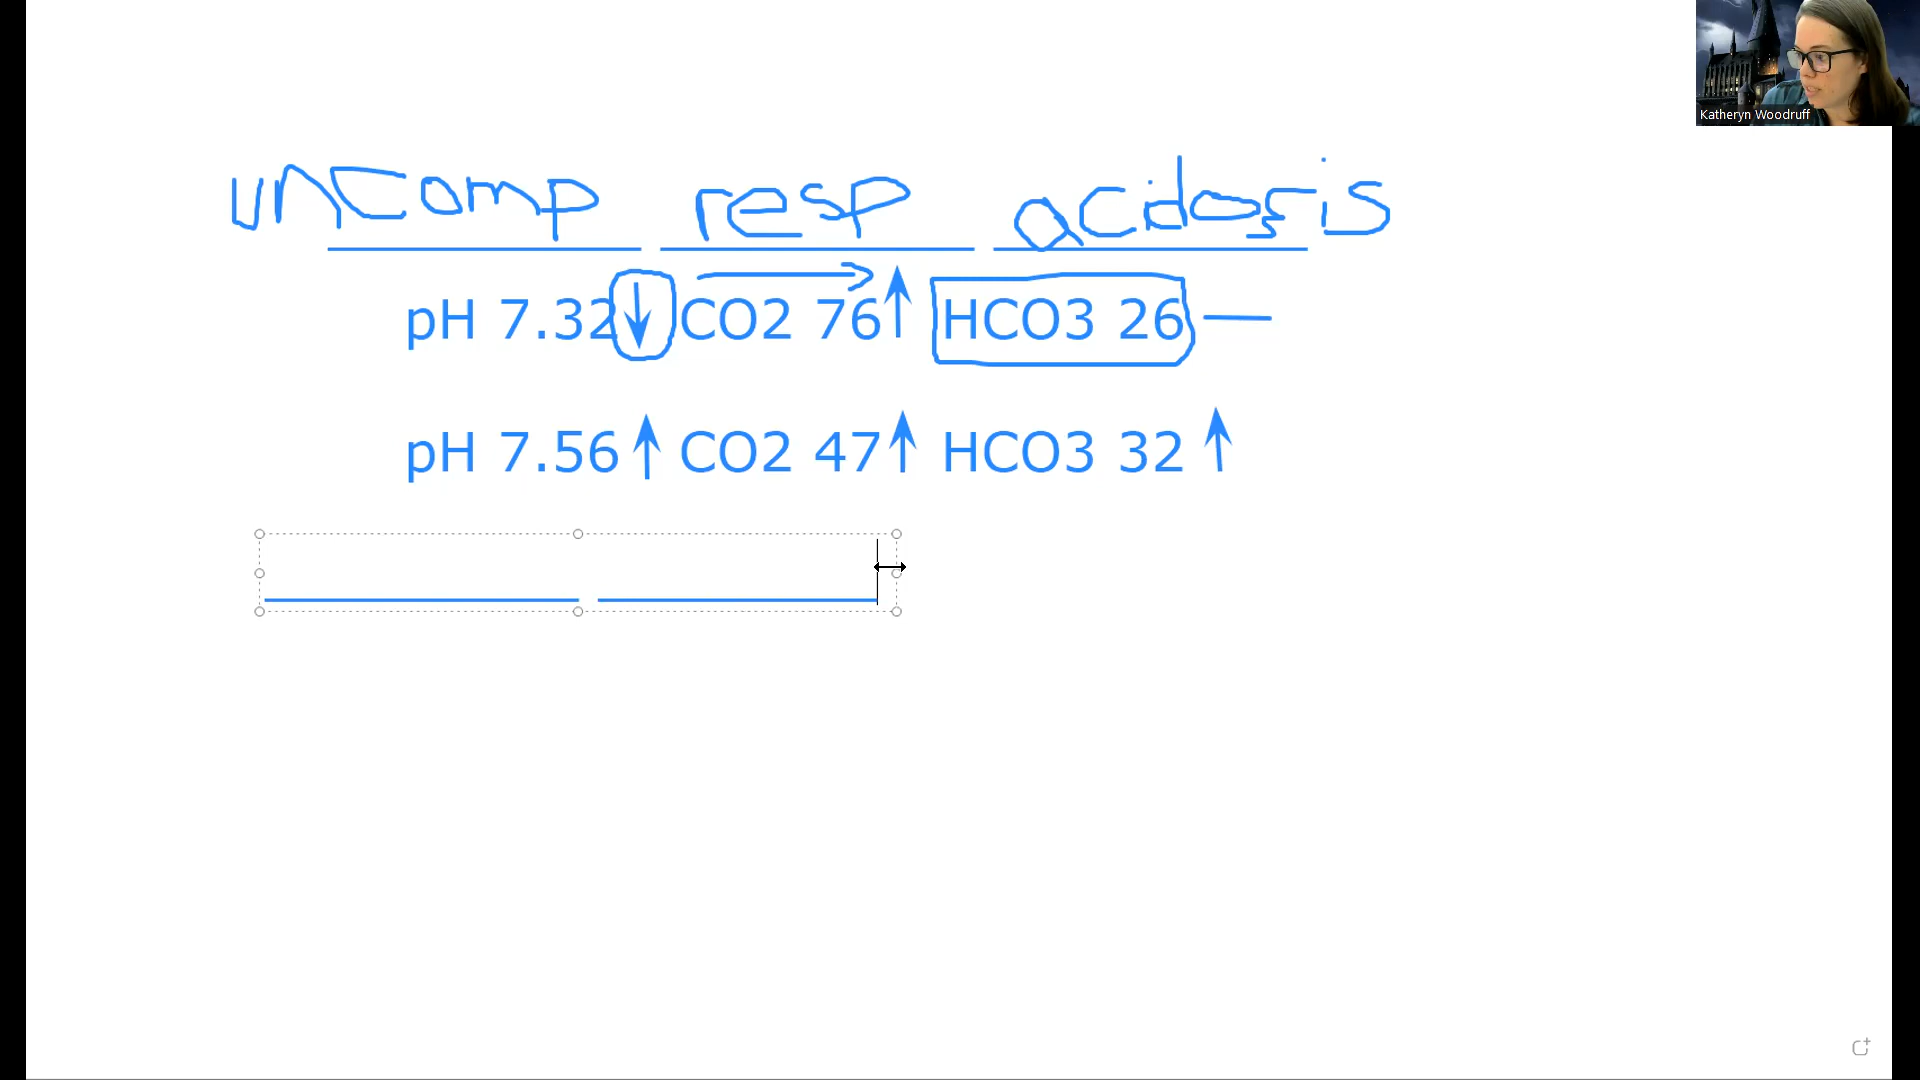 Katheryn Woodruff
uncomp resp acidosis
pH 7.32 ↓ CO2 76 ↑ HCO3 26 —
pH 7.56 ↑ CO2 47 ↑ HCO3 32 ↑